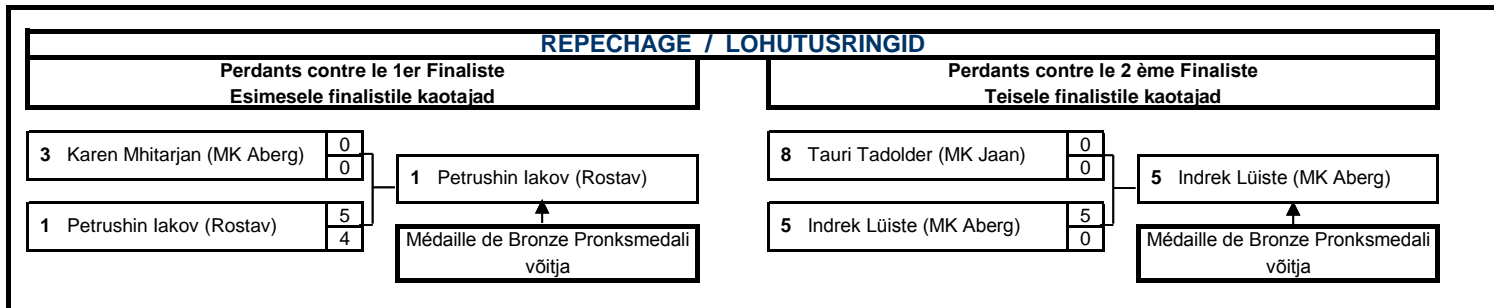 REPECHAGE / LOHUTUSRINGID
Perdants contre le 1er Finaliste
Esimesele finalistile kaotajad
Perdants contre le 2 ème Finaliste
Teisele finalistile kaotajad
3 Karen Mhitarjan (MK Aberg) 0
0
1 Petrushin Iakov (Rostav)
1 Petrushin Iakov (Rostav) 5
4
Médaille de Bronze Pronksmedali
võitja
8 Tauri Tadolder (MK Jaan) 0
0
5 Indrek Lüiste (MK Aberg)
5 Indrek Lüiste (MK Aberg) 5
0
Médaille de Bronze Pronksmedali
võitja